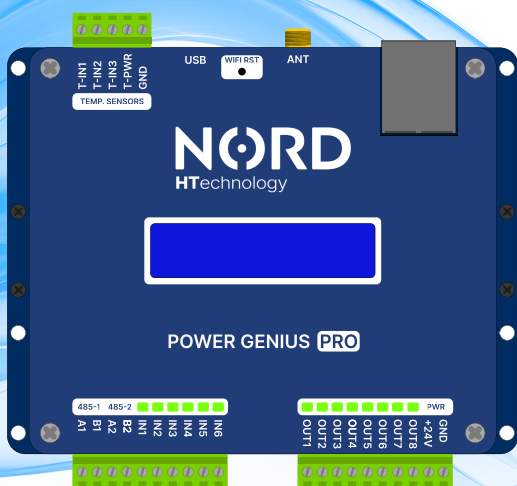 USB
WIFI RST
ANT
T-IN1
T-IN2
T-IN3
T-PWR
GND
TEMP. SENSORS
NORD
HTechnology
POWER GENIUS PRO
485-1 485-2
PWR
A1
B1
A2
B2
IN1
IN2
IN3
IN4
IN5
IN6
OUT1
OUT2
OUT3
OUT4
OUT5
OUT6
OUT7
OUT8
+24V
GND